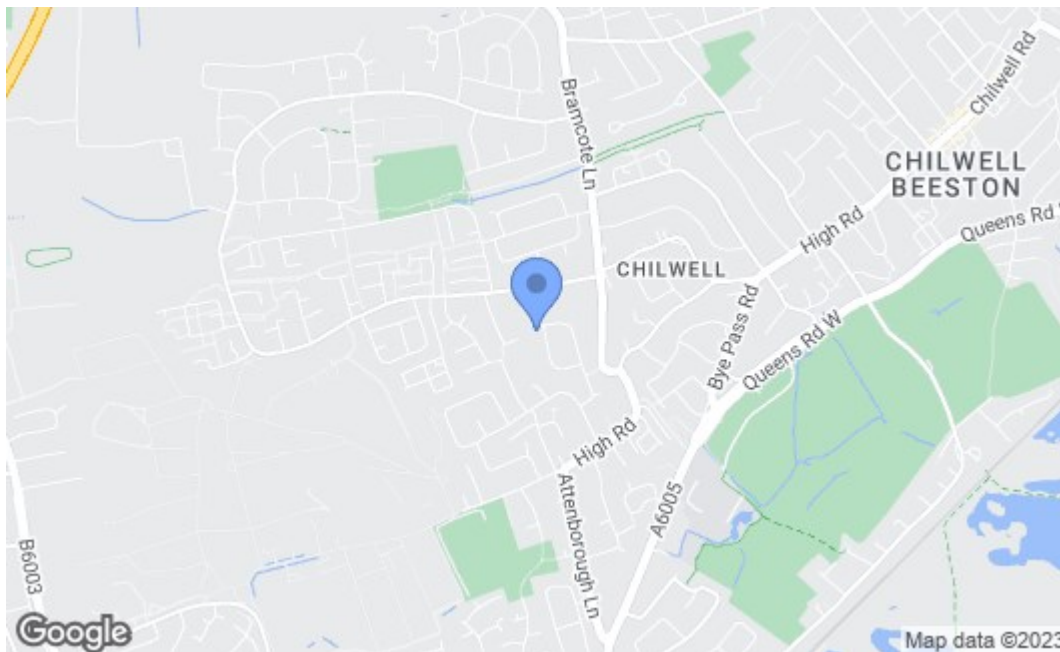 Bramcote Ln
Chilwell Rd
CHILWELL
BEESTON
High Rd
Queens Rd
CHILWELL
Bye Pass Rd
Queens Rd W
High Rd
A6005
Attenborough Ln
B6003
Google
Map data ©2023